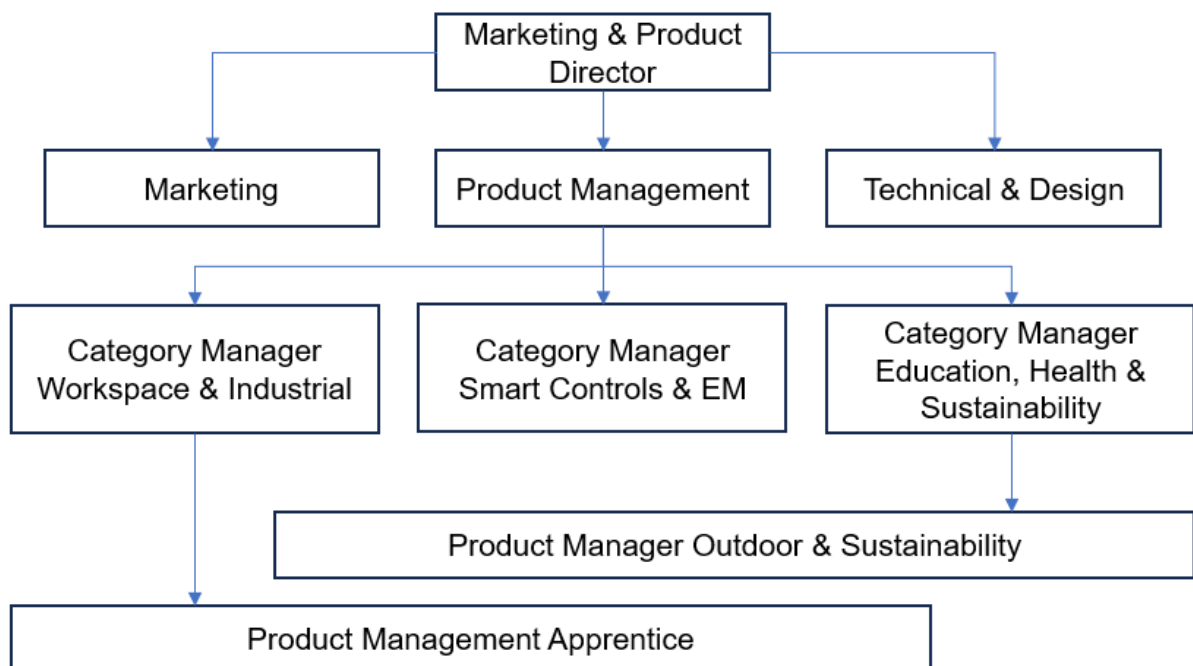 Marketing & Product
Director
Marketing
Product Management
Technical & Design
Category Manager
Workspace & Industrial
Category Manager
Smart Controls & EM
Category Manager
Education, Health &
Sustainability
Product Manager Outdoor & Sustainability
Product Management Apprentice